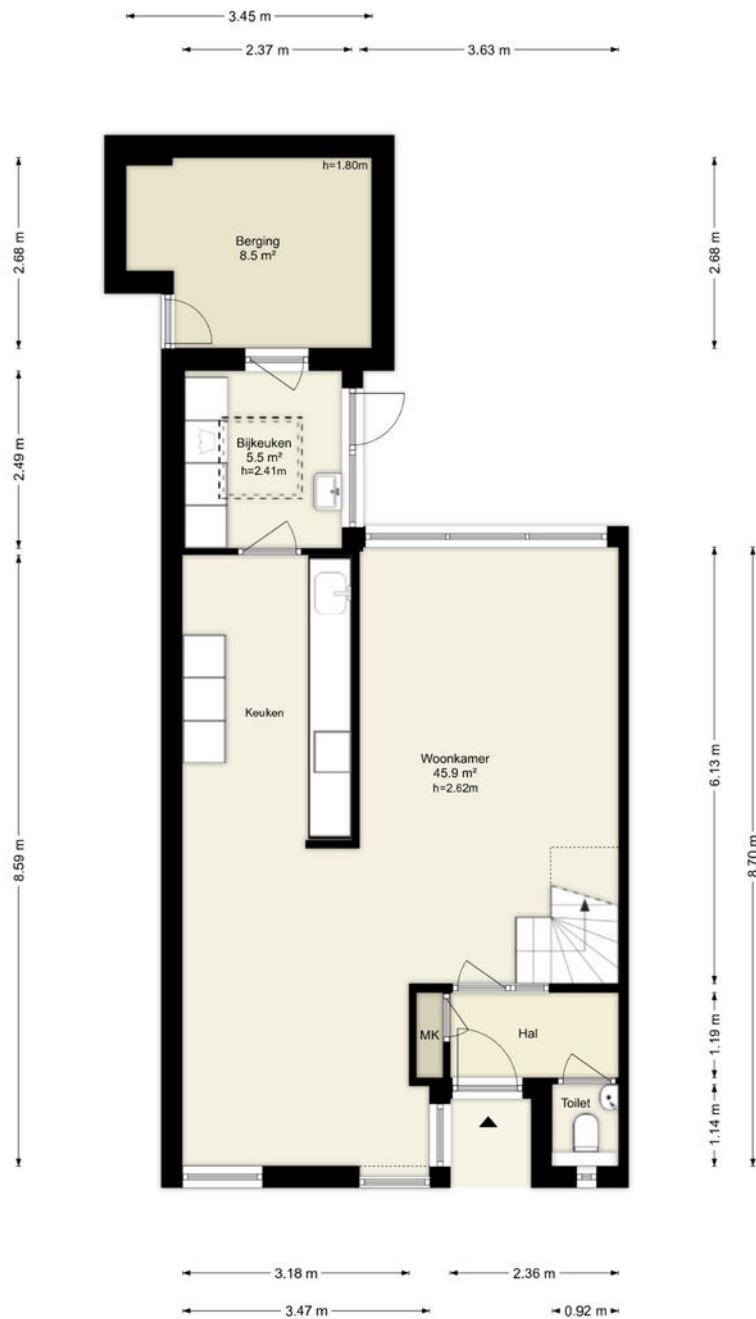 3.45 m
2.37 m
3.63 m
h=1.80m
2.68 m
2.68 m
Berging
8.5 m²
Bijkeuken
5.5 m²
h=2.41m
2.49 m
Keuken
Woonkamer
45.9 m²
h=2.62m
6.13 m
8.59 m
8.70 m
MK
Hal
1.19 m
Toilet
1.14 m
3.18 m
2.36 m
3.47 m
0.92 m